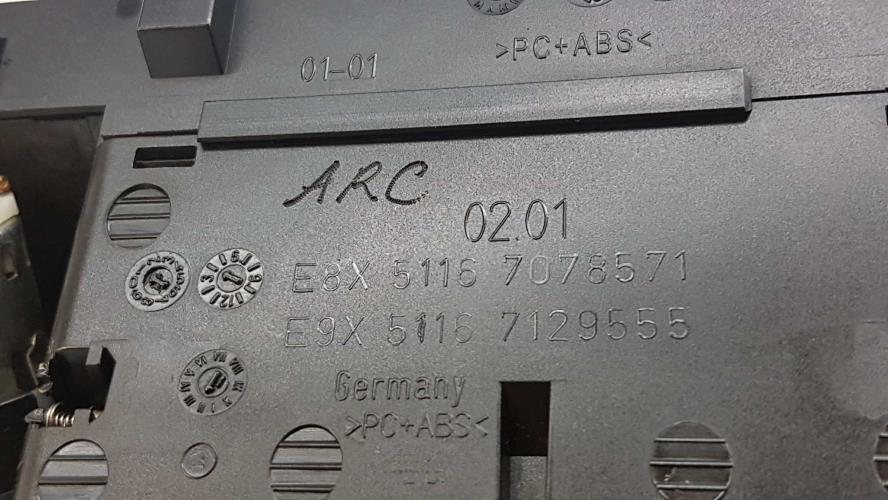 >PC+ABS<
01-01
ARC
02.01
E8X 5116 7078571
E9X 5116 7129555
Germany
>PC+ABS<